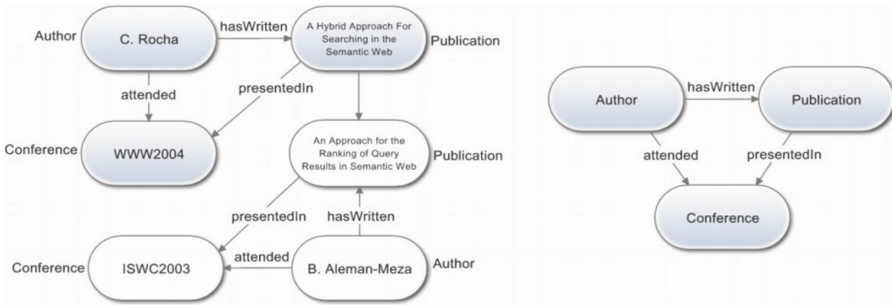 Author
C. Rocha
hasWritten
A Hybrid Approach For
Searching in the
Semantic Web
Publication
attended
presentedIn
Conference
WWW2004
An Approach for the
Ranking of Query
Results in Semantic Web
Publication
presentedIn
hasWritten
Conference
ISWC2003
attended
B. Aleman-Meza
Author
Author
hasWritten
Publication
attended
presentedIn
Conference